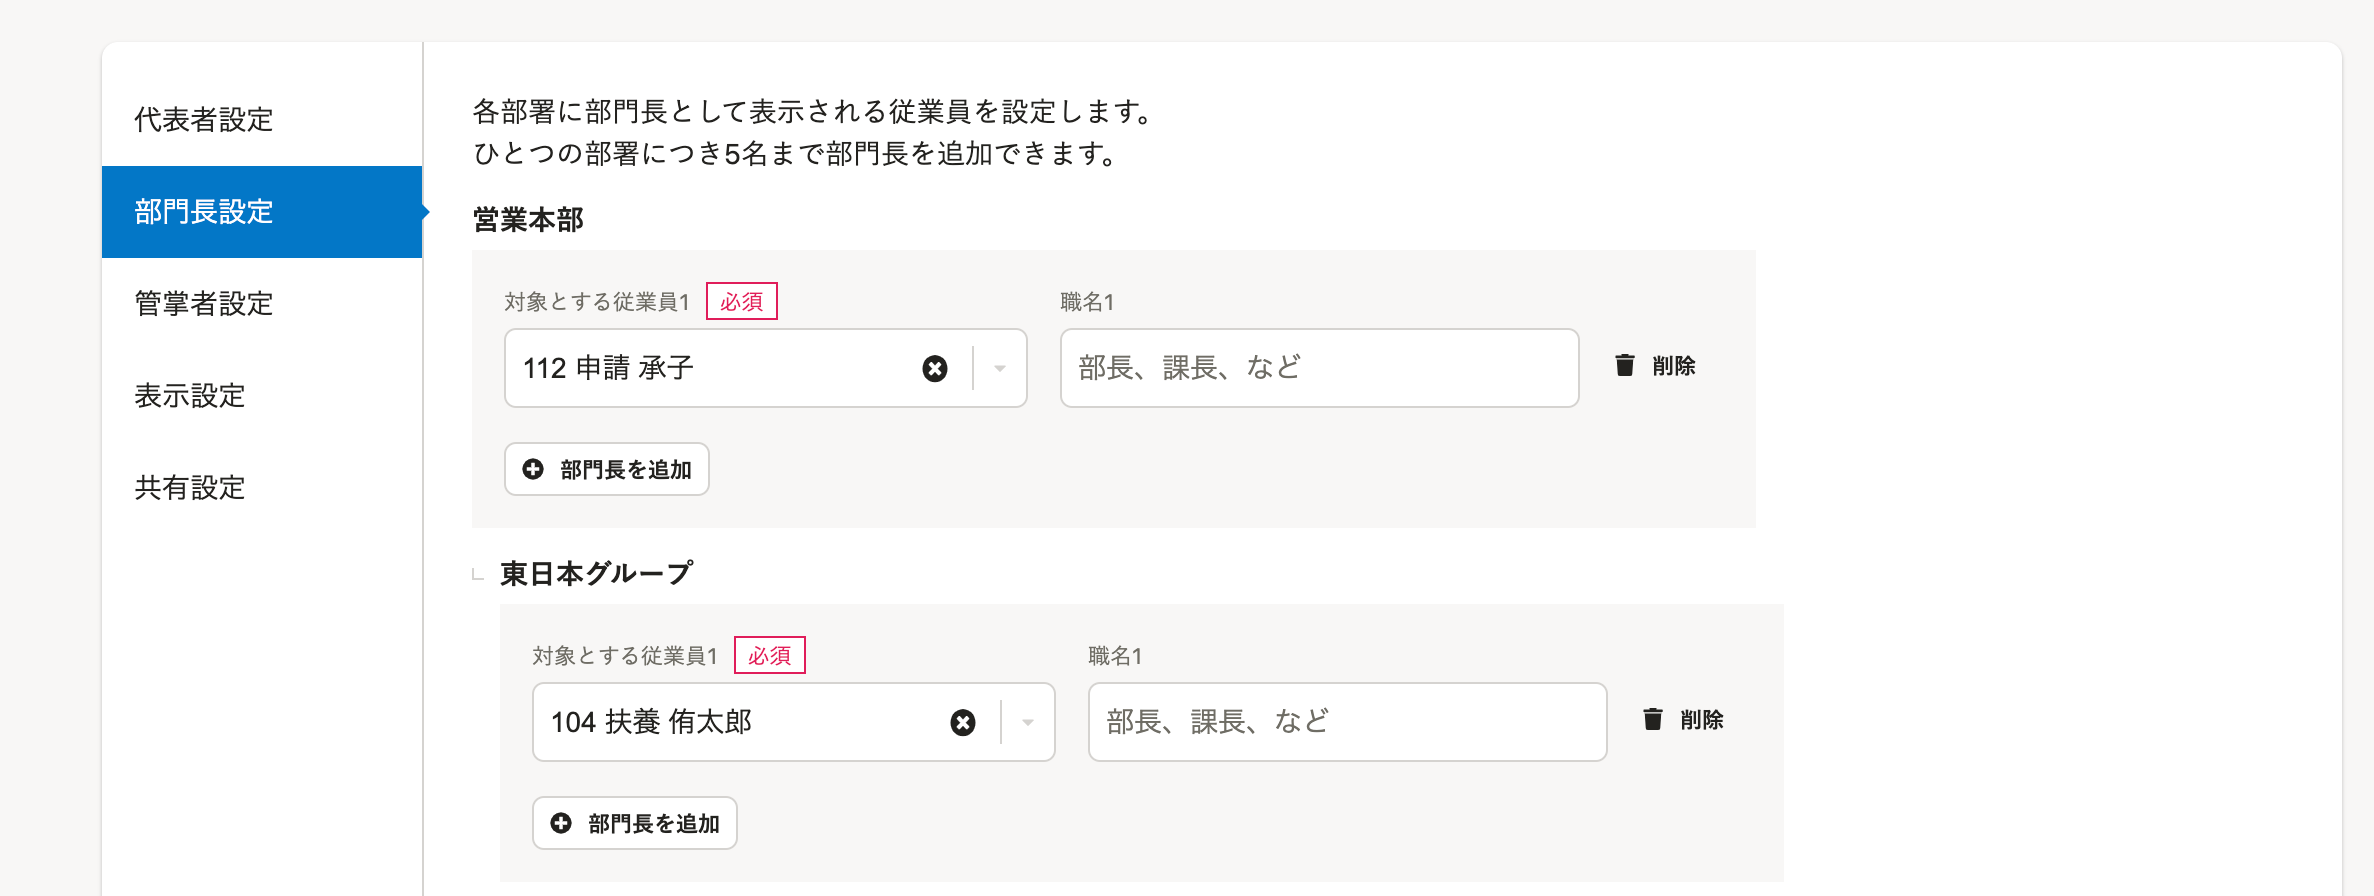 代表者設定
部門長設定
管掌者設定
表示設定
共有設定
各部署に部門長として表示される従業員を設定します。
ひとつの部署につき5名まで部門長を追加できます。
営業本部
対象とする従業員1 必須 職名1
112 申請 承子 部長、課長、など 削除
部門長を追加
東日本グループ
対象とする従業員1 必須 職名1
104 扶養 侑太郎 部長、課長、など 削除
部門長を追加